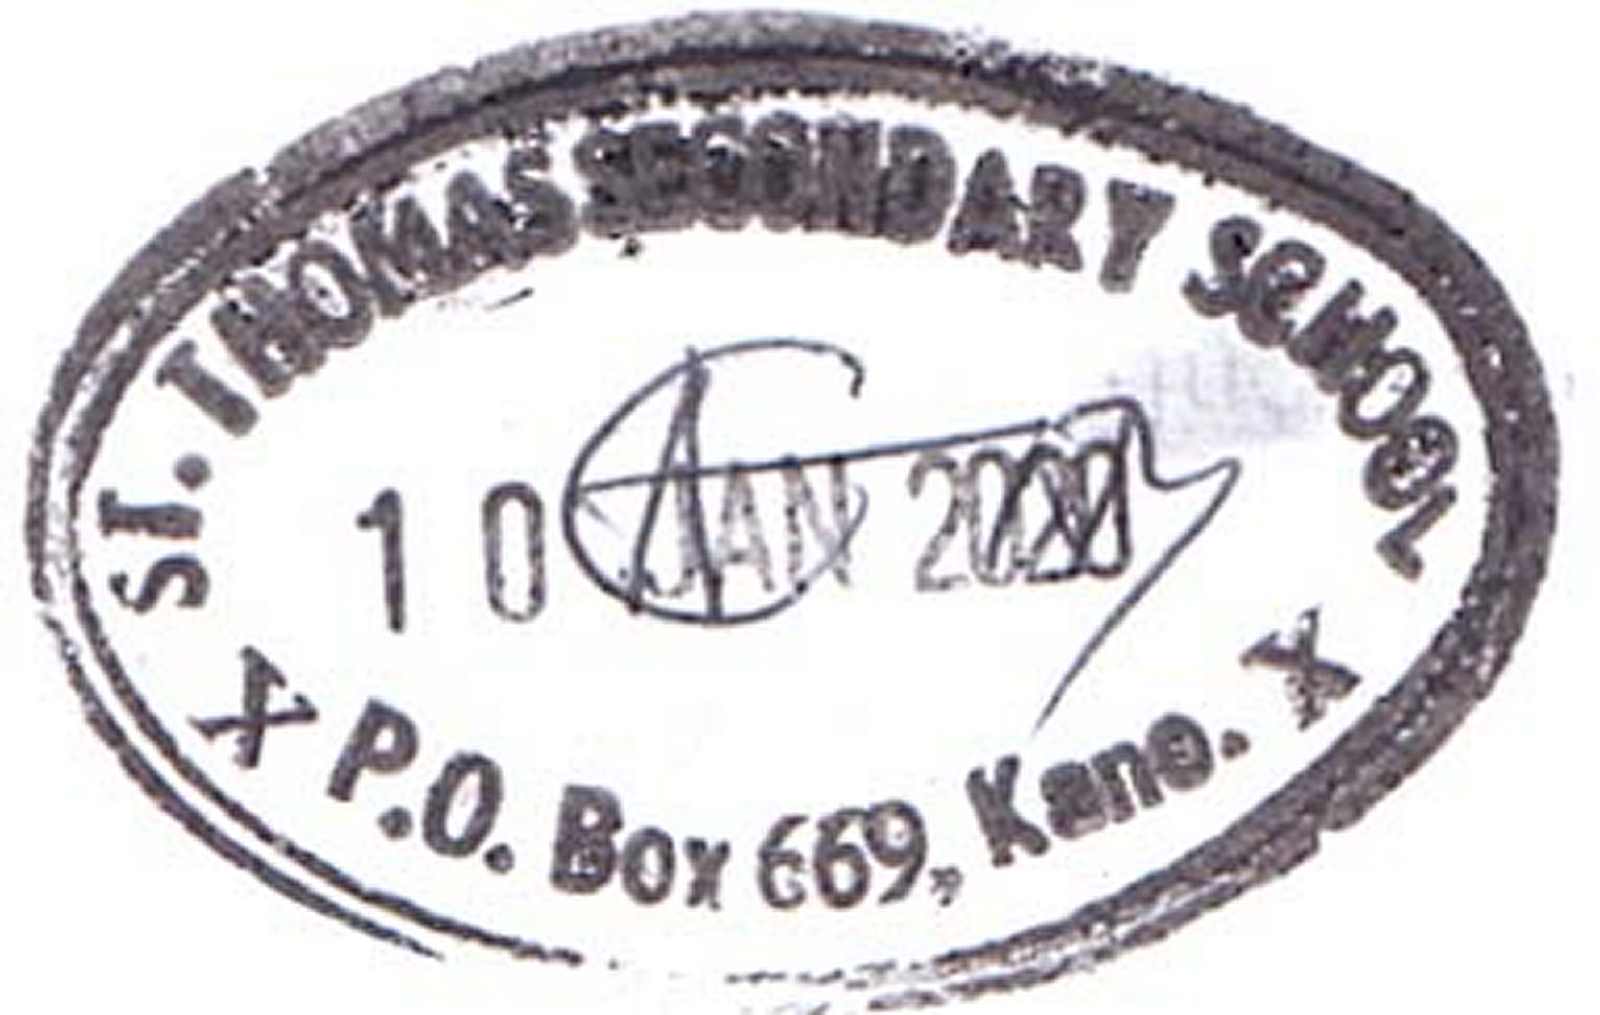 ST. THOMAS SECONDARY SCHOOL
10 JAN
X P.O. Box 669, Kano. X